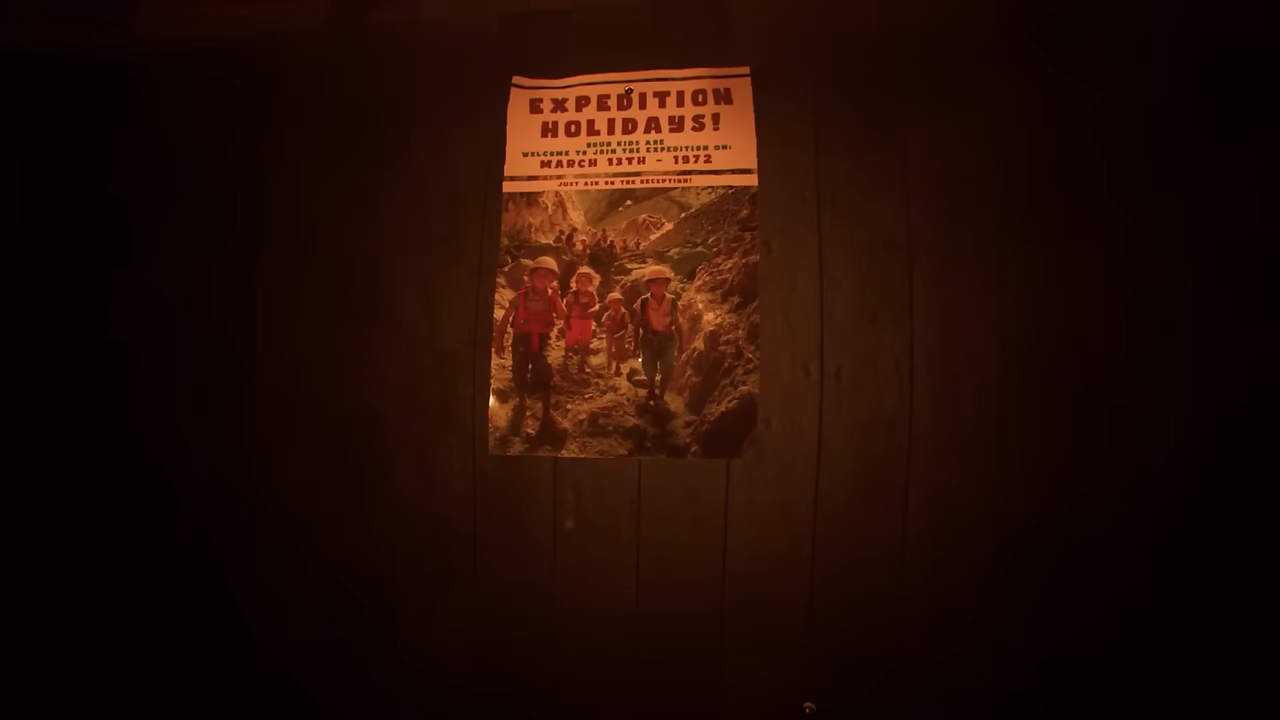 EXPEDITION
HOLIDAYS!
YOUR KIDS ARE
WELCOME TO JOIN THE EXPEDITION ON:
MARCH 13TH - 1972
JUST ASK ON THE RECEPTION!